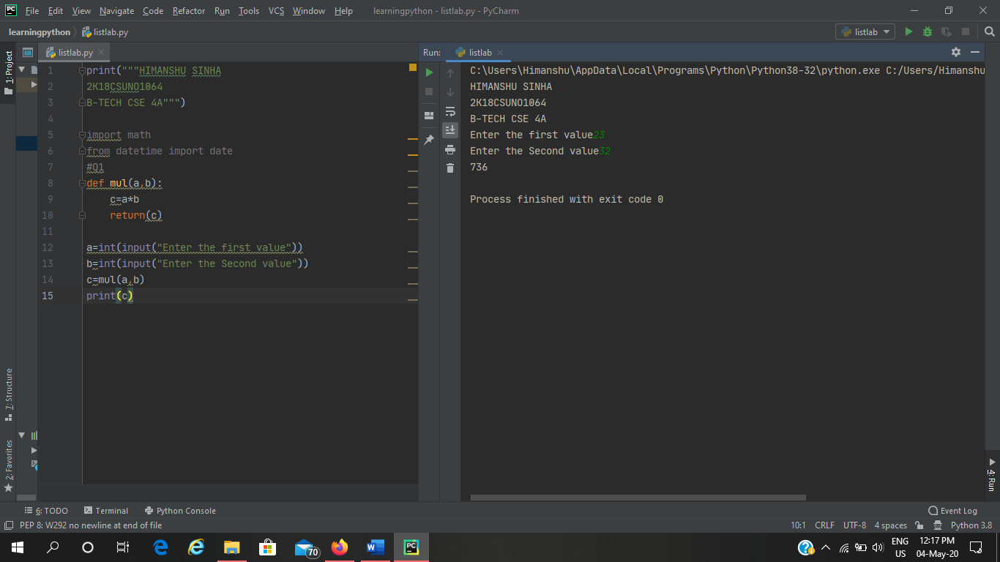 File Edit View Navigate Code Refactor Run Tools VCS Window Help learningpython - listlab.py - PyCharm
learningpython listlab.py listlab
1: Project
listlab.py
Run: listlab
1 print("""HIMANSHU SINHA
2 2K18CSUNO1064
3 B-TECH CSE 4A""")
4
5 import math
6 from datetime import date
7 #Q1
8 def mul(a,b):
9 c=a*b
10 return(c)
11
12 a=int(input("Enter the first value"))
13 b=int(input("Enter the Second value"))
14 c=mul(a,b)
15 print(c)
C:\Users\Himanshu\AppData\Local\Programs\Python\Python38-32\python.exe C:/Users/Himanshu
HIMANSHU SINHA
2K18CSUNO1064
B-TECH CSE 4A
Enter the first value23
Enter the Second value32
736
Process finished with exit code 0
7: Structure
2: Favorites
4: Run
6: TODO Terminal Python Console Event Log
PEP 8: W292 no newline at end of file 10:1 CRLF UTF-8 4 spaces Python 3.8
70
ENG
US
12:17 PM
04-May-20